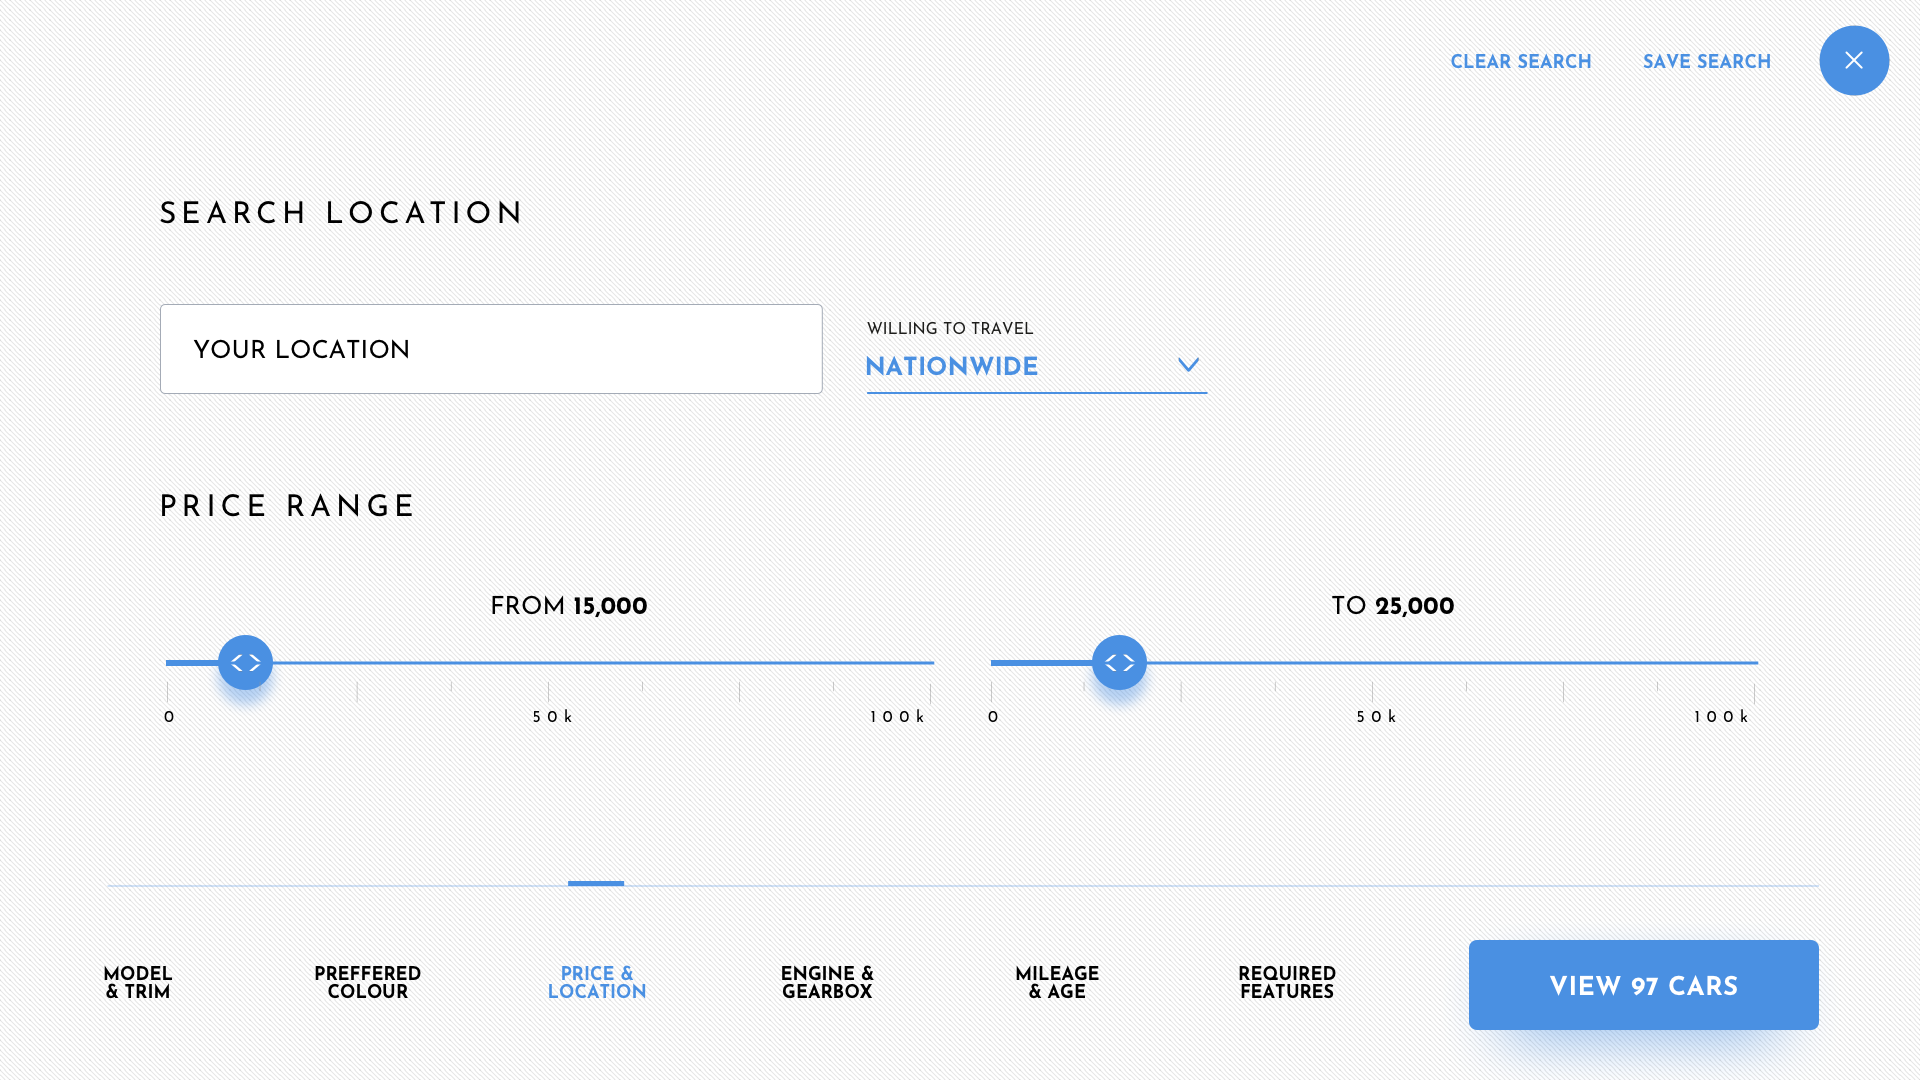 CLEAR SEARCH
SAVE SEARCH
SEARCH LOCATION
YOUR LOCATION
WILLING TO TRAVEL
NATIONWIDE
PRICE RANGE
FROM 15,000
TO 25,000
0
50k
100k
0
50k
100k
MODEL
& TRIM
PREFFERED
COLOUR
PRICE &
LOCATION
ENGINE &
GEARBOX
MILEAGE
& AGE
REQUIRED
FEATURES
VIEW 97 CARS